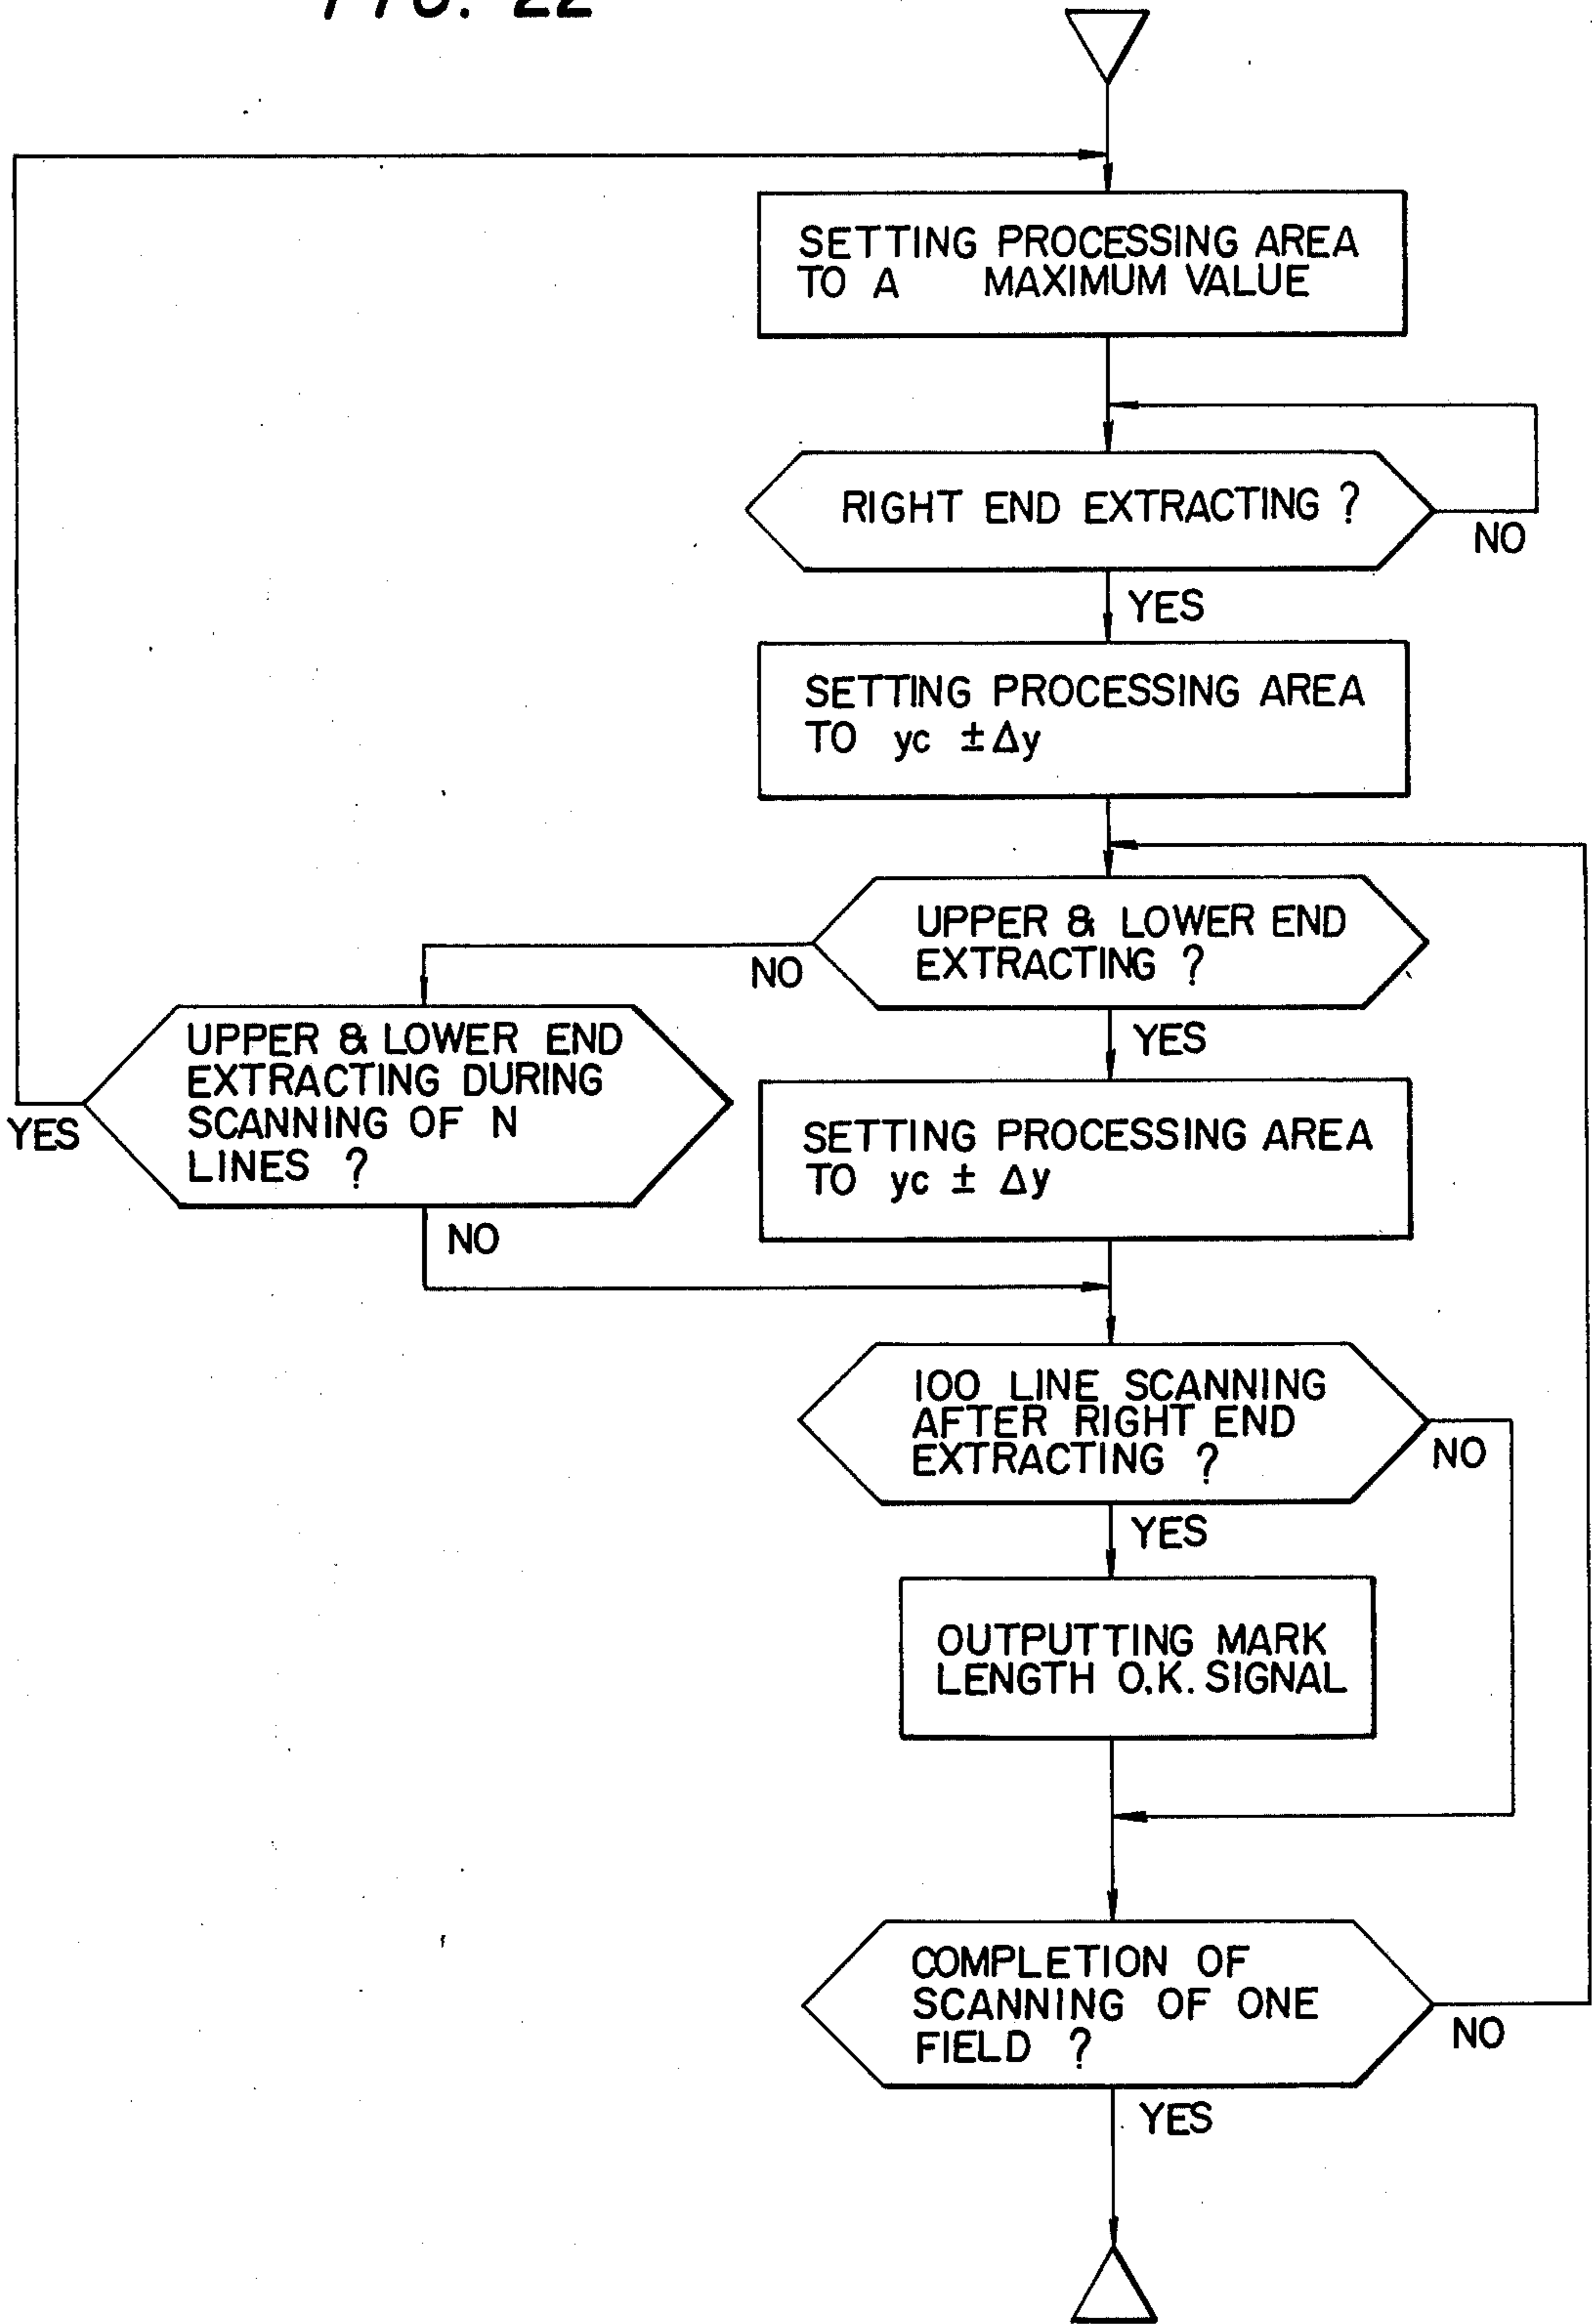 FIG. 22
SETTING PROCESSING AREA
TO A MAXIMUM VALUE
RIGHT END EXTRACTING ?
NO
YES
SETTING PROCESSING AREA
TO yc ±Δy
UPPER & LOWER END
EXTRACTING ?
NO
YES
UPPER & LOWER END
EXTRACTING DURING
SCANNING OF N
LINES ?
YES
NO
SETTING PROCESSING AREA
TO yc ± Δy
100 LINE SCANNING
AFTER RIGHT END
EXTRACTING ?
NO
YES
OUTPUTTING MARK
LENGTH O.K. SIGNAL
COMPLETION OF
SCANNING OF ONE
FIELD ?
NO
YES